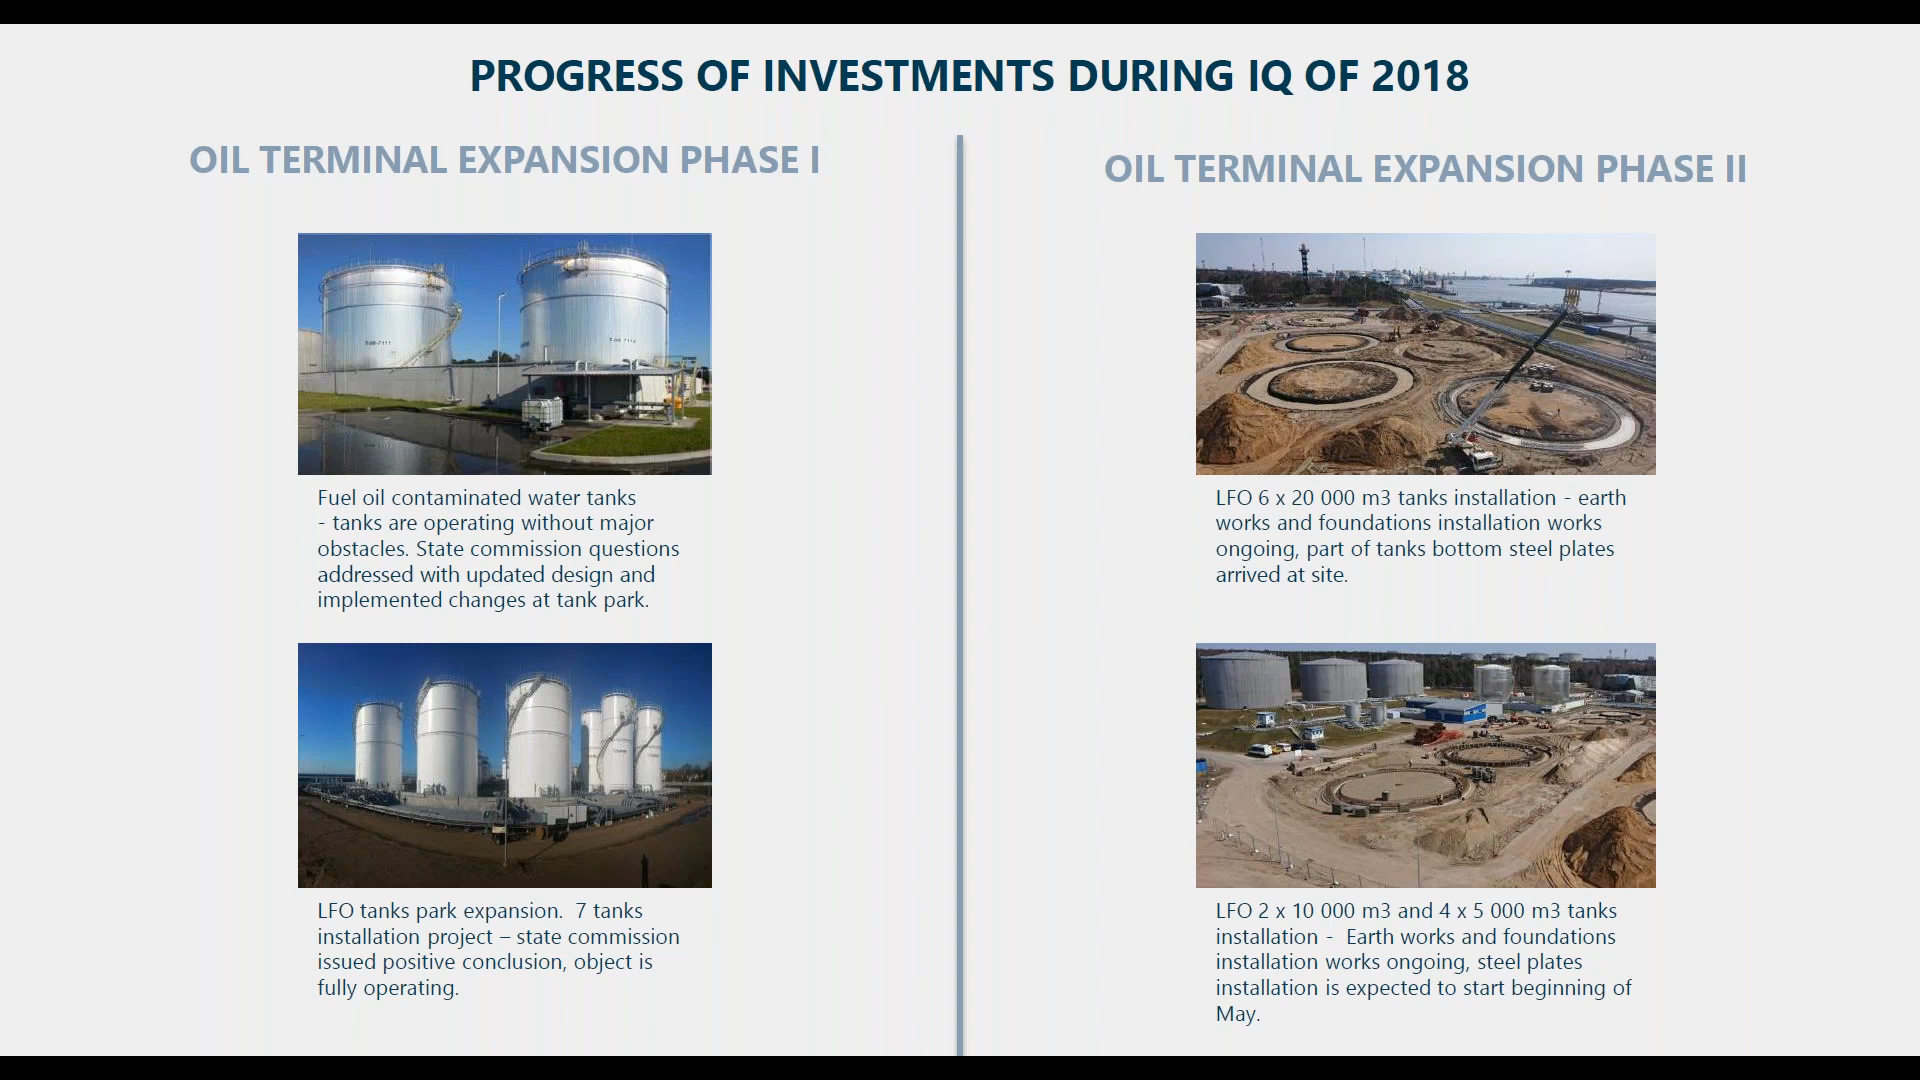 PROGRESS OF INVESTMENTS DURING IQ OF 2018
OIL TERMINAL EXPANSION PHASE I
Fuel oil contaminated water tanks
- tanks are operating without major
obstacles. State commission questions
addressed with updated design and
implemented changes at tank park.
LFO tanks park expansion.  7 tanks
installation project – state commission
issued positive conclusion, object is
fully operating.
OIL TERMINAL EXPANSION PHASE II
LFO 6 x 20 000 m3 tanks installation - earth
works and foundations installation works
ongoing, part of tanks bottom steel plates
arrived at site.
LFO 2 x 10 000 m3 and 4 x 5 000 m3 tanks
installation -  Earth works and foundations
installation works ongoing, steel plates
installation is expected to start beginning of
May.